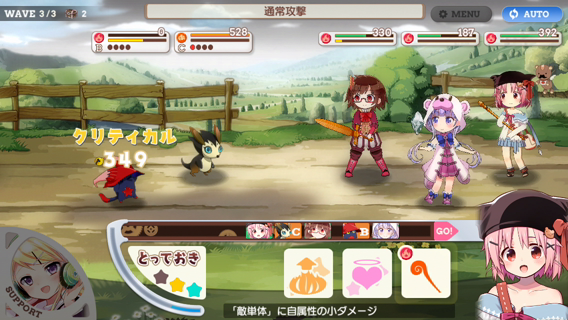 WAVE 3/3 2
通常攻撃
MENU
AUTO
B 0
C 528
330
187
392
クリティカル
349
C
B
GO!
とっておき
SUPPORT
「敵単体」に自属性の小ダメージ